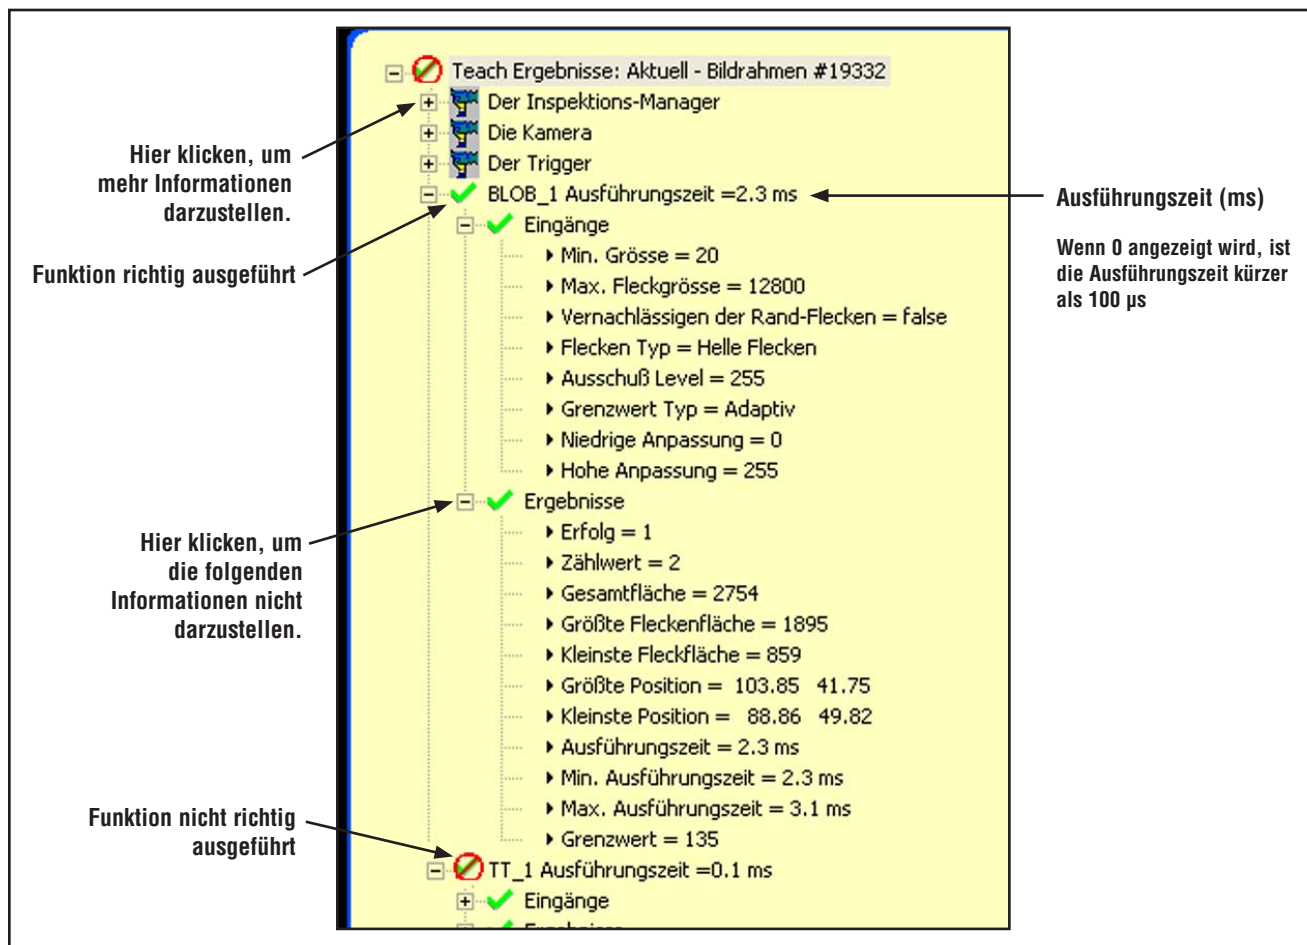 Teach Ergebnisse: Aktuell - Bildrahmen #19332
Der Inspektions-Manager
Die Kamera
Der Trigger
BLOB_1 Ausführungszeit =2.3 ms
Eingänge
Min. Grösse = 20
Max. Fleckgrösse = 12800
Vernachlässigen der Rand-Flecken = false
Flecken Typ = Helle Flecken
Ausschuß Level = 255
Grenzwert Typ = Adaptiv
Niedrige Anpassung = 0
Hohe Anpassung = 255
Ergebnisse
Erfolg = 1
Zählwert = 2
Gesamtfläche = 2754
Größte Fleckenfläche = 1895
Kleinste Fleckfläche = 859
Größte Position = 103.85 41.75
Kleinste Position = 88.86 49.82
Ausführungszeit = 2.3 ms
Min. Ausführungszeit = 2.3 ms
Max. Ausführungszeit = 3.1 ms
Grenzwert = 135
TT_1 Ausführungszeit =0.1 ms
Eingänge
Hier klicken, um
mehr Informationen
darzustellen.
Funktion richtig ausgeführt
Hier klicken, um
die folgenden
Informationen nicht
darzustellen.
Funktion nicht richtig
ausgeführt
Ausführungszeit (ms)
Wenn 0 angezeigt wird, ist
die Ausführungszeit kürzer
als 100 µs